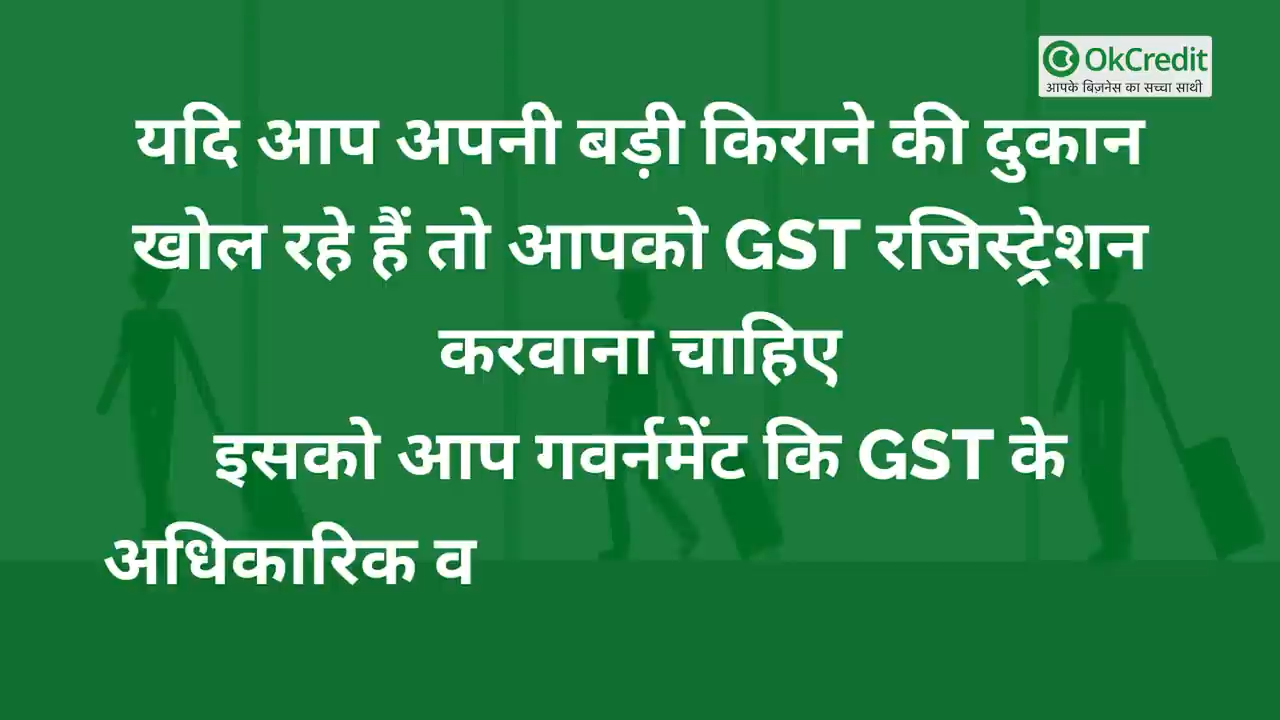 OkCredit
आपके बिज़नेस का सच्चा साथी
यदि आप अपनी बड़ी किराने की दुकान
खोल रहे हैं तो आपको GST रजिस्ट्रेशन
करवाना चाहिए
इसको आप गवर्नमेंट कि GST के
अधिकारिक व